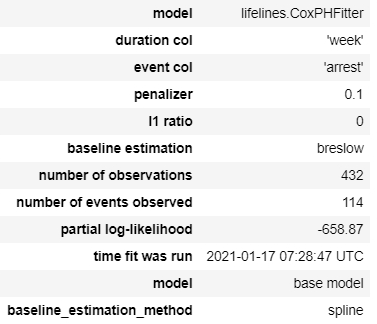 model lifelines.CoxPHFitter
duration col 'week'
event col 'arrest'
penalizer 0.1
l1 ratio 0
baseline estimation breslow
number of observations 432
number of events observed 114
partial log-likelihood -658.87
time fit was run 2021-01-17 07:28:47 UTC
model base model
baseline_estimation_method spline